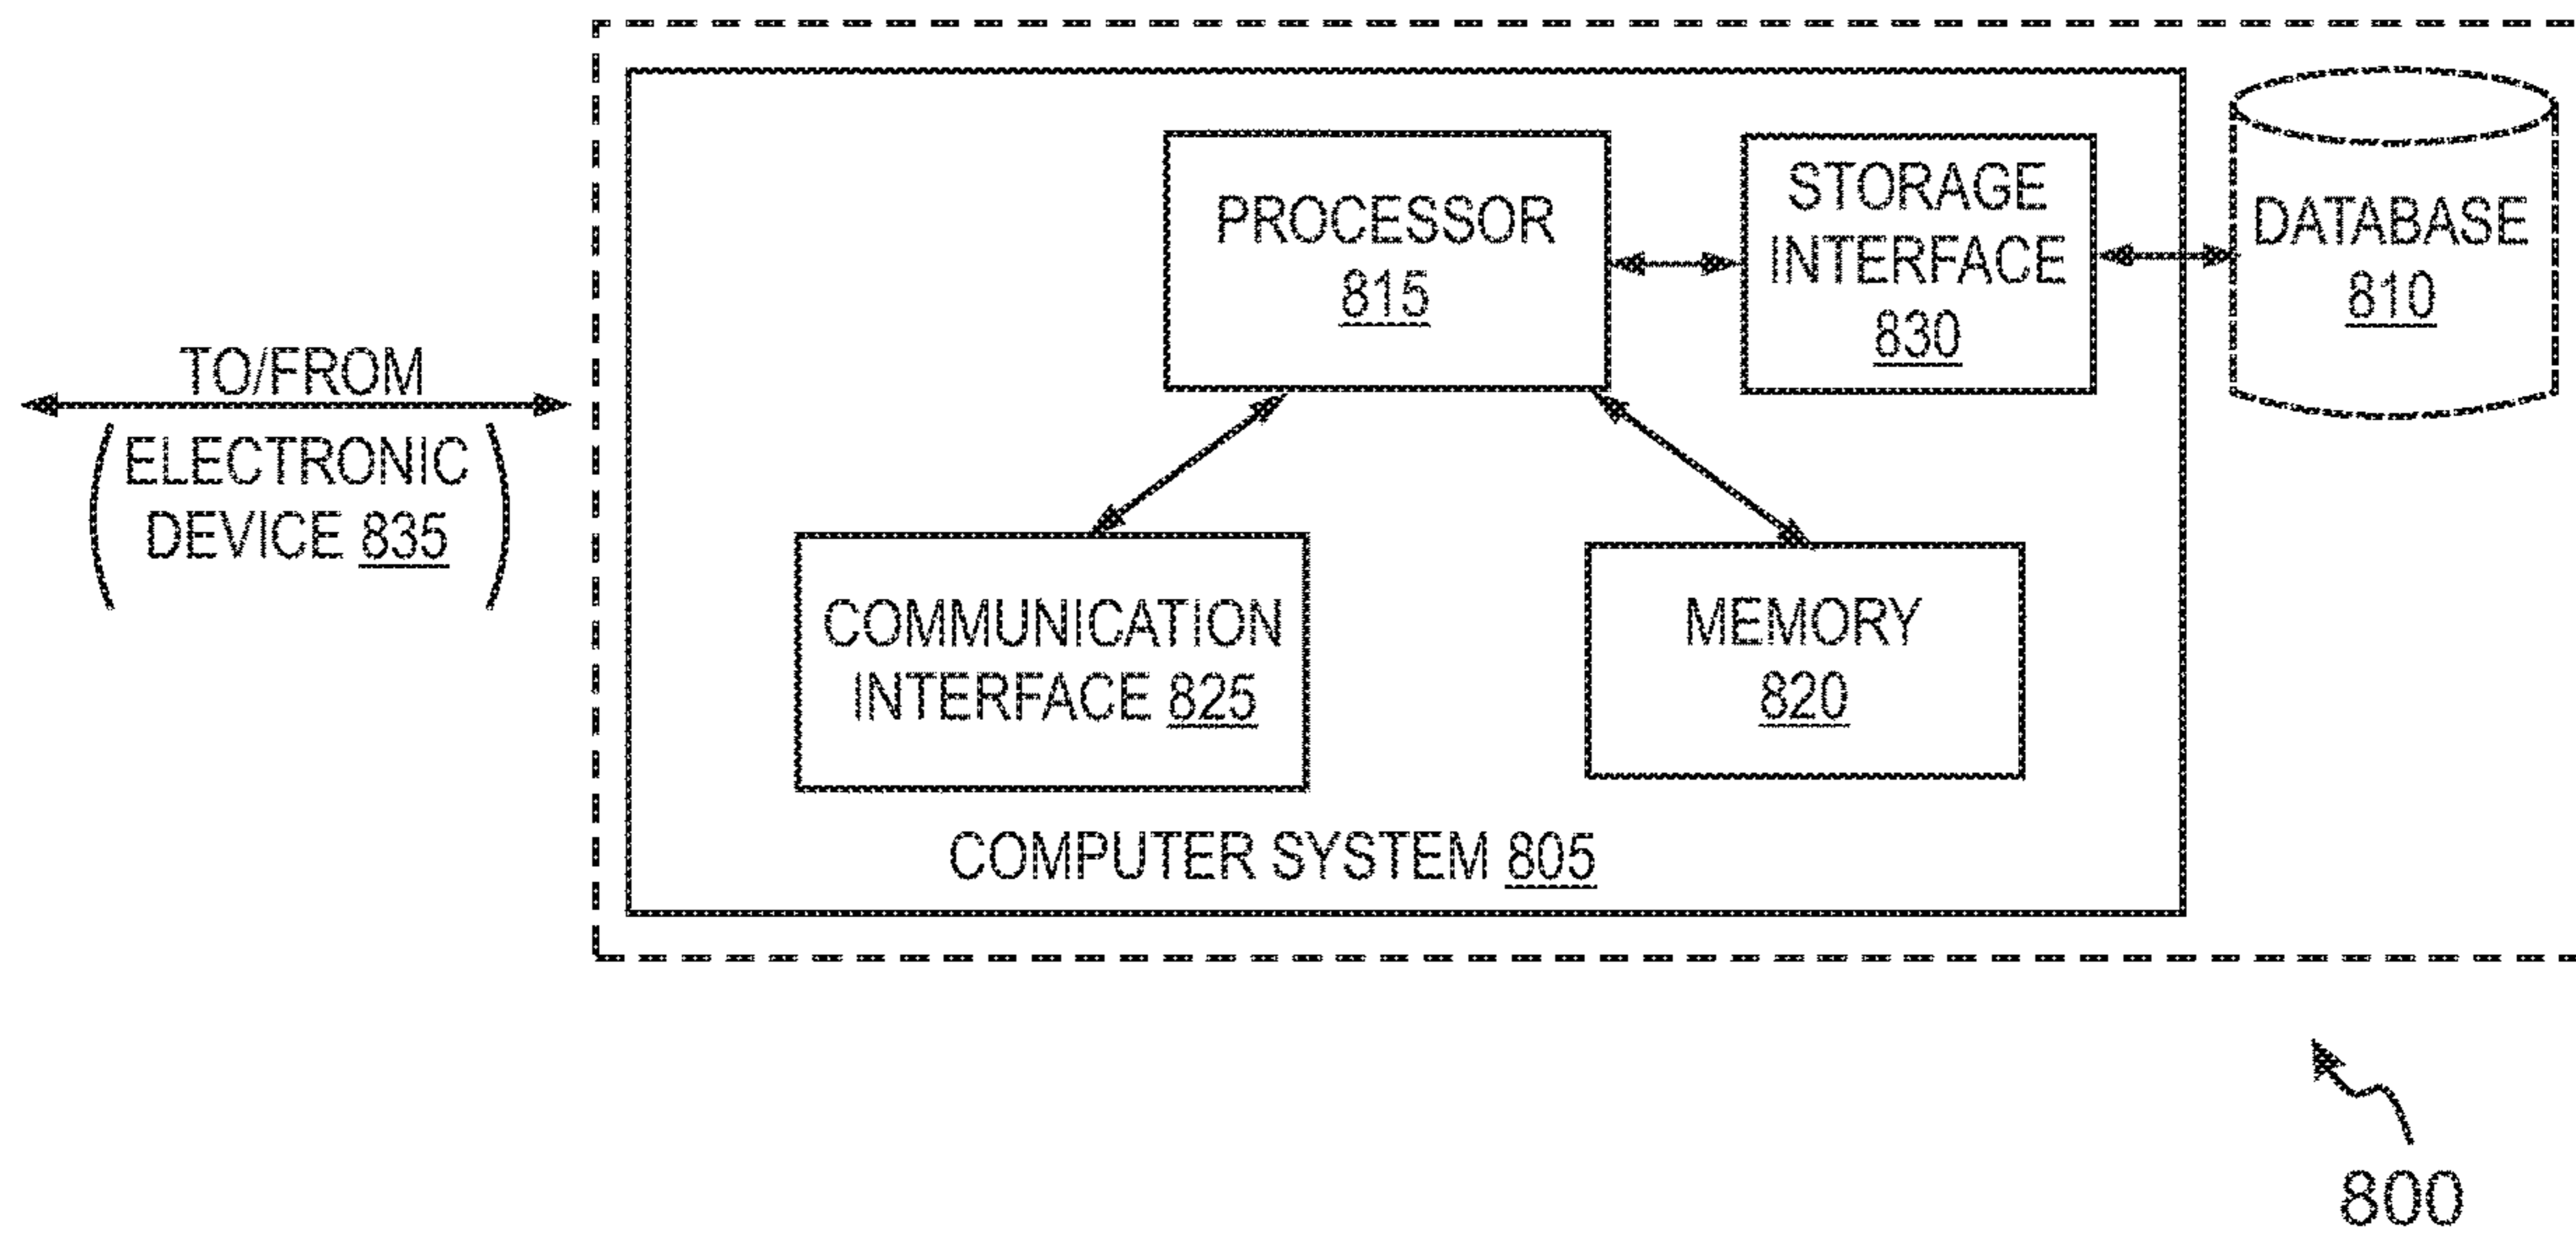 TO/FROM
ELECTRONIC
DEVICE 835
PROCESSOR
815
STORAGE
INTERFACE
830
DATABASE
810
COMMUNICATION
INTERFACE 825
MEMORY
820
COMPUTER SYSTEM 805
800